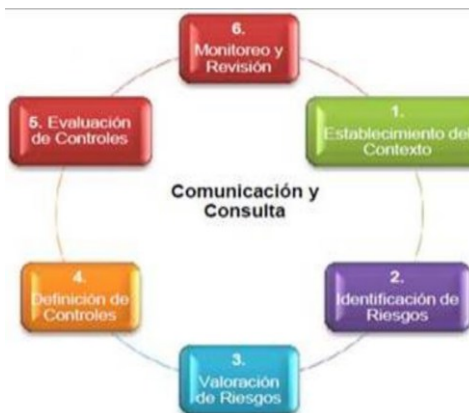 6.
Monitoreo y
Revisión
1.
Establecimiento del
Contexto
2.
Identificación de
Riesgos
3.
Valoración
de Riesgos
4.
Definición de
Controles
5. Evaluación
de Controles
Comunicación y
Consulta